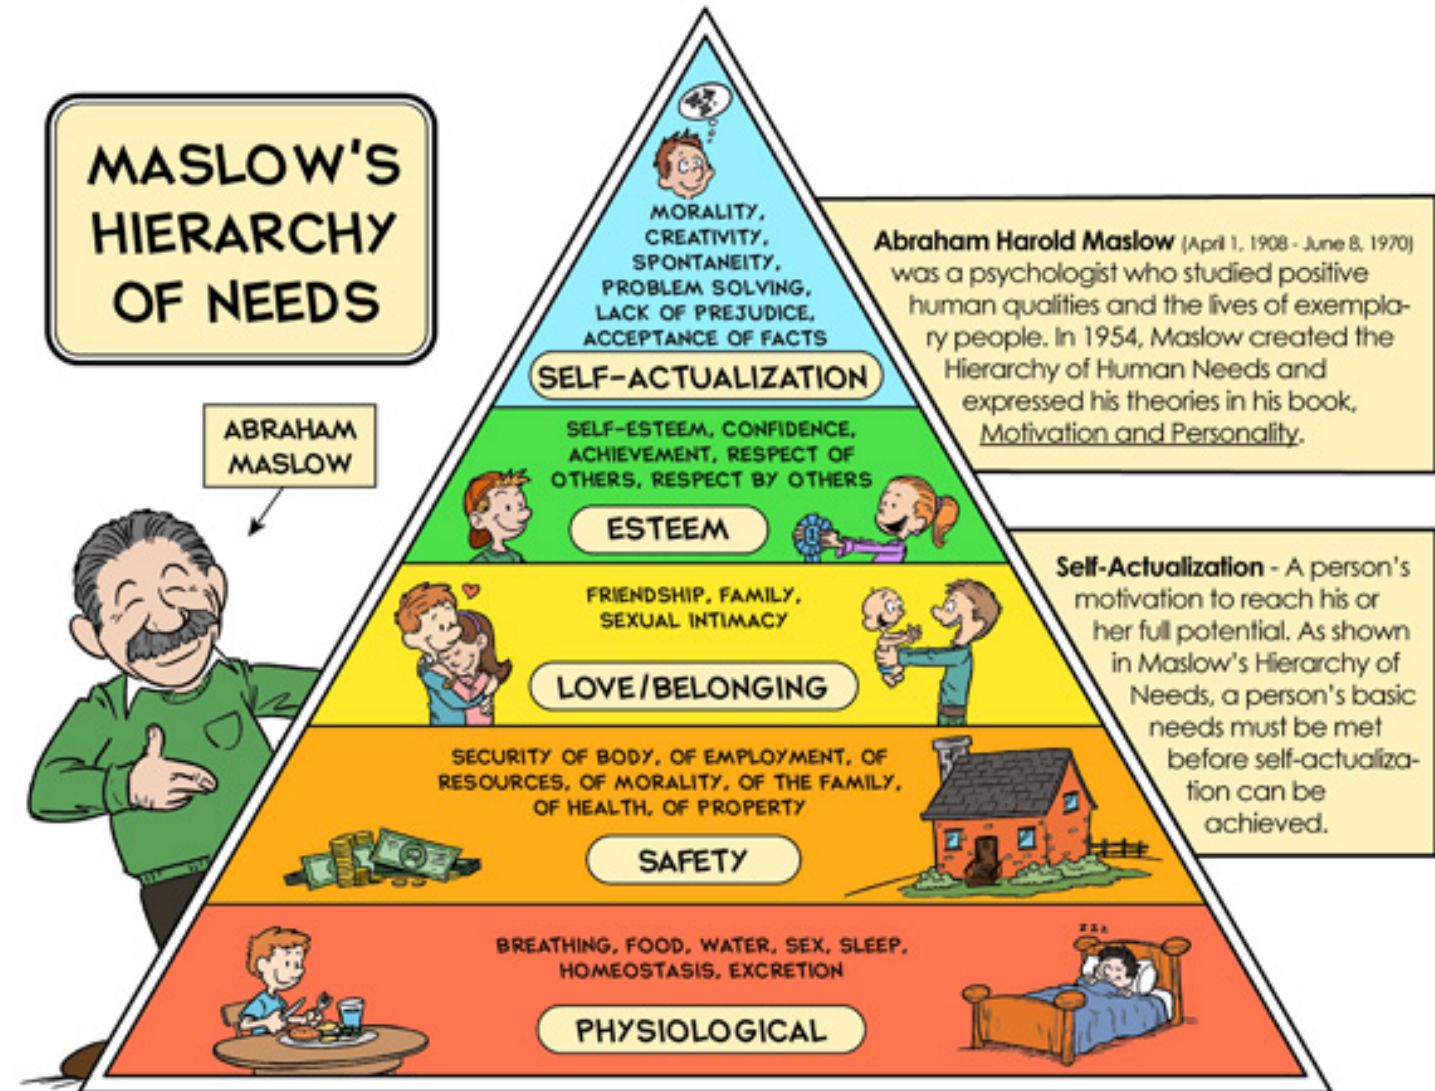 MASLOW'S
HIERARCHY
OF NEEDS
ABRAHAM
MASLOW
MORALITY,
CREATIVITY,
SPONTANEITY,
PROBLEM SOLVING,
LACK OF PREJUDICE,
ACCEPTANCE OF FACTS
SELF-ACTUALIZATION
SELF-ESTEEM, CONFIDENCE,
ACHIEVEMENT, RESPECT OF
OTHERS, RESPECT BY OTHERS
ESTEEM
FRIENDSHIP, FAMILY,
SEXUAL INTIMACY
LOVE/BELONGING
SECURITY OF BODY, OF EMPLOYMENT, OF
RESOURCES, OF MORALITY, OF THE FAMILY,
OF HEALTH, OF PROPERTY
SAFETY
BREATHING, FOOD, WATER, SEX, SLEEP,
HOMEOSTASIS, EXCRETION
PHYSIOLOGICAL
zzz
Abraham Harold Maslow (April 1, 1908 - June 8, 1970)
was a psychologist who studied positive
human qualities and the lives of exempla-
ry people. In 1954, Maslow created the
Hierarchy of Human Needs and
expressed his theories in his book,
Motivation and Personality.
Self-Actualization - A person's
motivation to reach his or
her full potential. As shown
in Maslow's Hierarchy of
Needs, a person's basic
needs must be met
before self-actualiza-
tion can be
achieved.